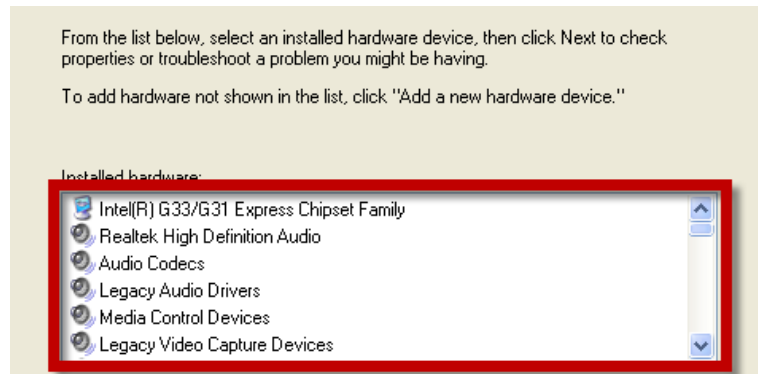 From the list below, select an installed hardware device, then click Next to check
properties or troubleshoot a problem you might be having.
To add hardware not shown in the list, click "Add a new hardware device."
Installed hardware:
Intel(R) G33/G31 Express Chipset Family
Realtek High Definition Audio
Audio Codecs
Legacy Audio Drivers
Media Control Devices
Legacy Video Capture Devices